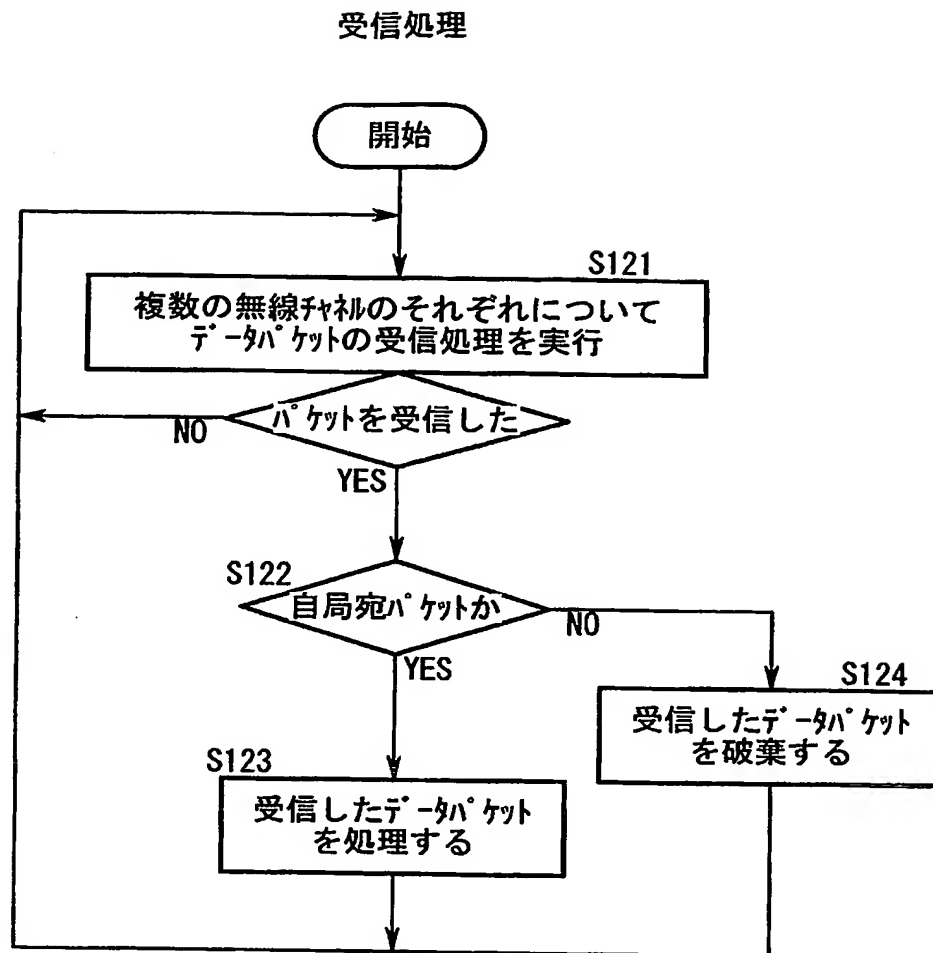 受信処理
開始
S121
複数の無線ﾁｬﾈﾙのそれぞれについて
ﾃﾞｰﾀﾊﾟｹｯﾄの受信処理を実行
ﾊﾟｹｯﾄを受信した
NO
YES
S122
自局宛ﾊﾟｹｯﾄか
NO
YES
S124
受信したﾃﾞｰﾀﾊﾟｹｯﾄ
を破棄する
S123
受信したﾃﾞｰﾀﾊﾟｹｯﾄ
を処理する